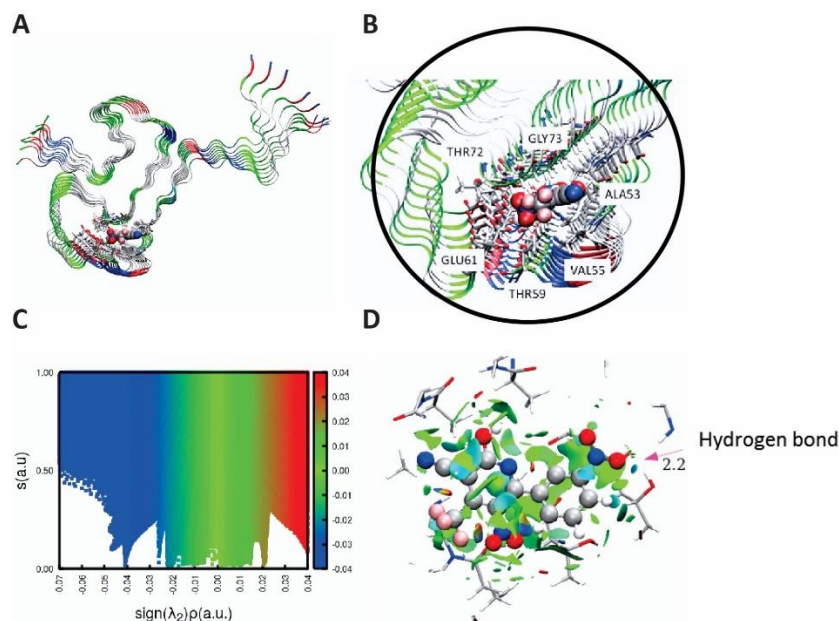 A
B
THR72
GLY73
ALA53
GLU61
VAL55
THR59
C
D
1.00
0.50
0.00
s(a.u)
-0.07
-0.06
-0.05
-0.04
-0.03
-0.02
-0.01
0.00
0.01
0.02
0.03
0.04
sign(λ₂)ρ(a.u.)
0.04
0.03
0.02
0.01
0.00
-0.01
-0.02
-0.03
-0.04
Hydrogen bond
2.2